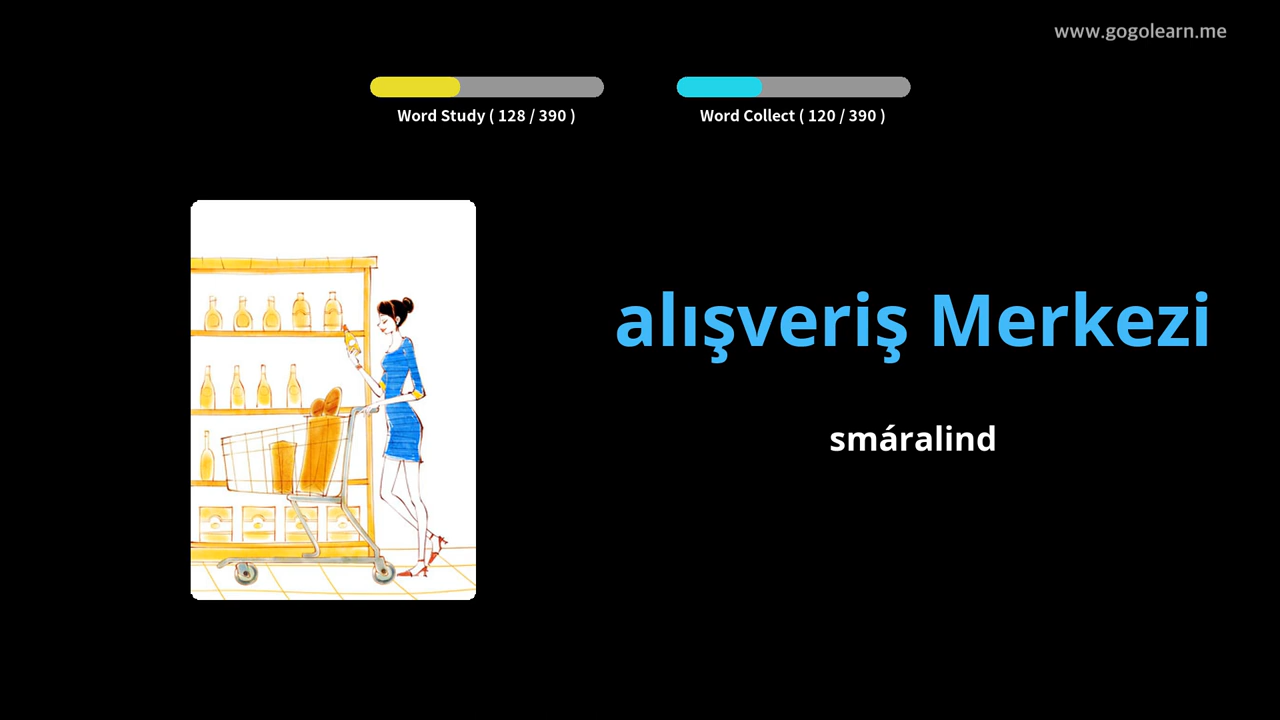 www.gogolearn.me
Word Study ( 128 / 390 )
Word Collect ( 120 / 390 )
alışveriş Merkezi
smáralind